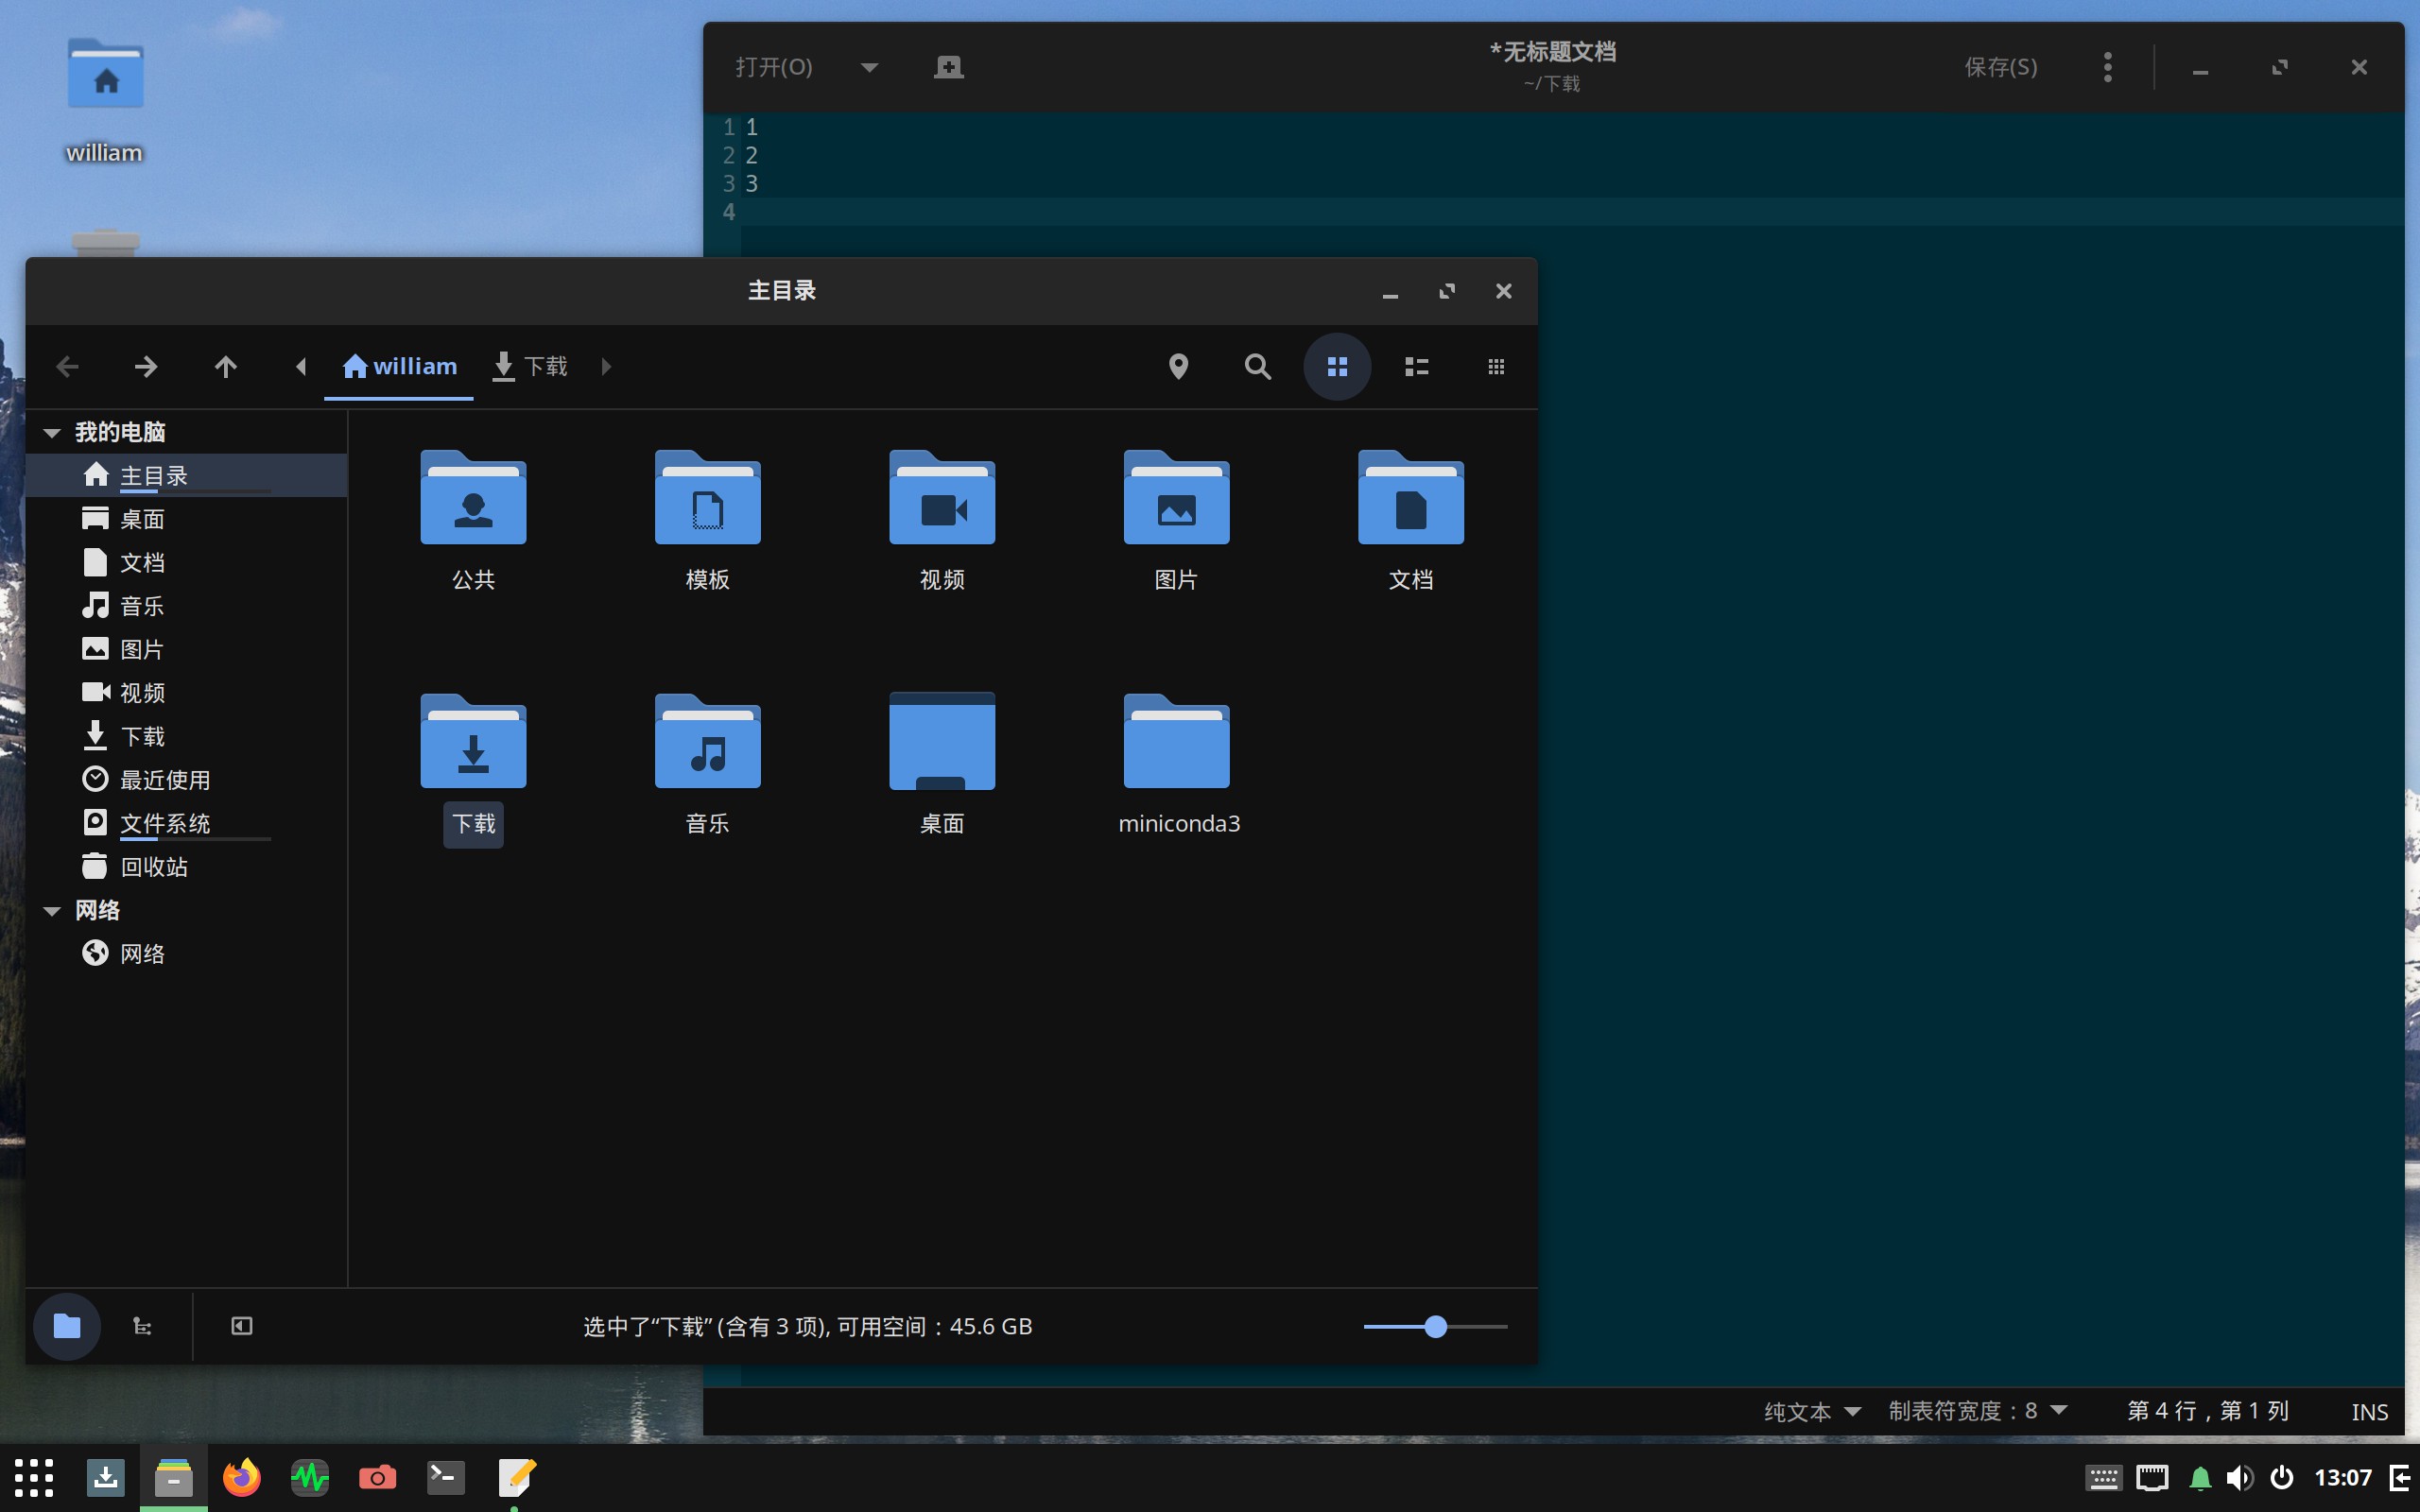 william
打开(O)
*无标题文档
~/下载
保存(S)
1 1
2 2
3 3
4
主目录
william
下载
我的电脑
主目录
桌面
文档
音乐
图片
视频
下载
最近使用
文件系统
回收站
网络
网络
公共
模板
视频
图片
文档
下载
音乐
桌面
miniconda3
选中了“下载” (含有 3 项), 可用空间：45.6 GB
纯文本
制表符宽度：8
第 4 行，第 1 列
INS
13:07